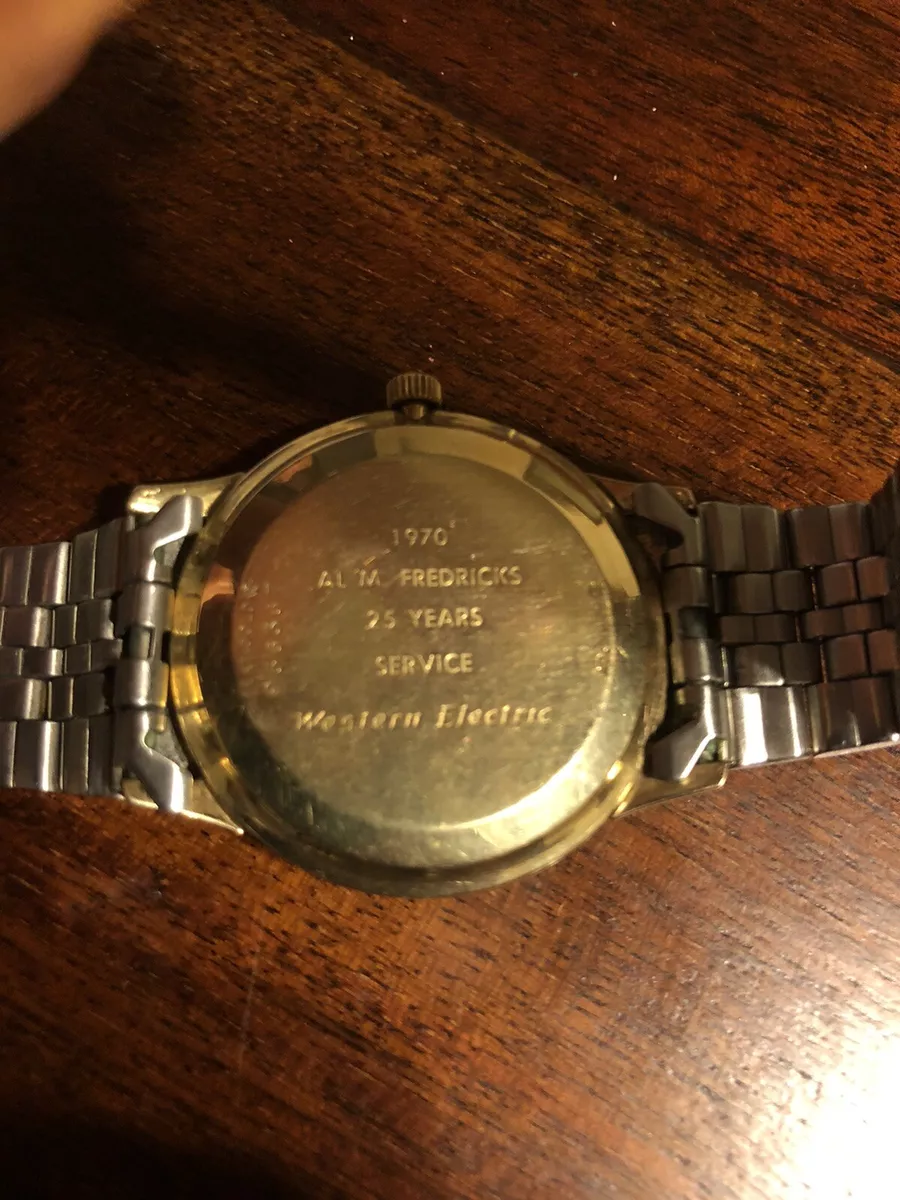 1970
AL M. FREDRICKS
25 YEARS
SERVICE
Western Electric